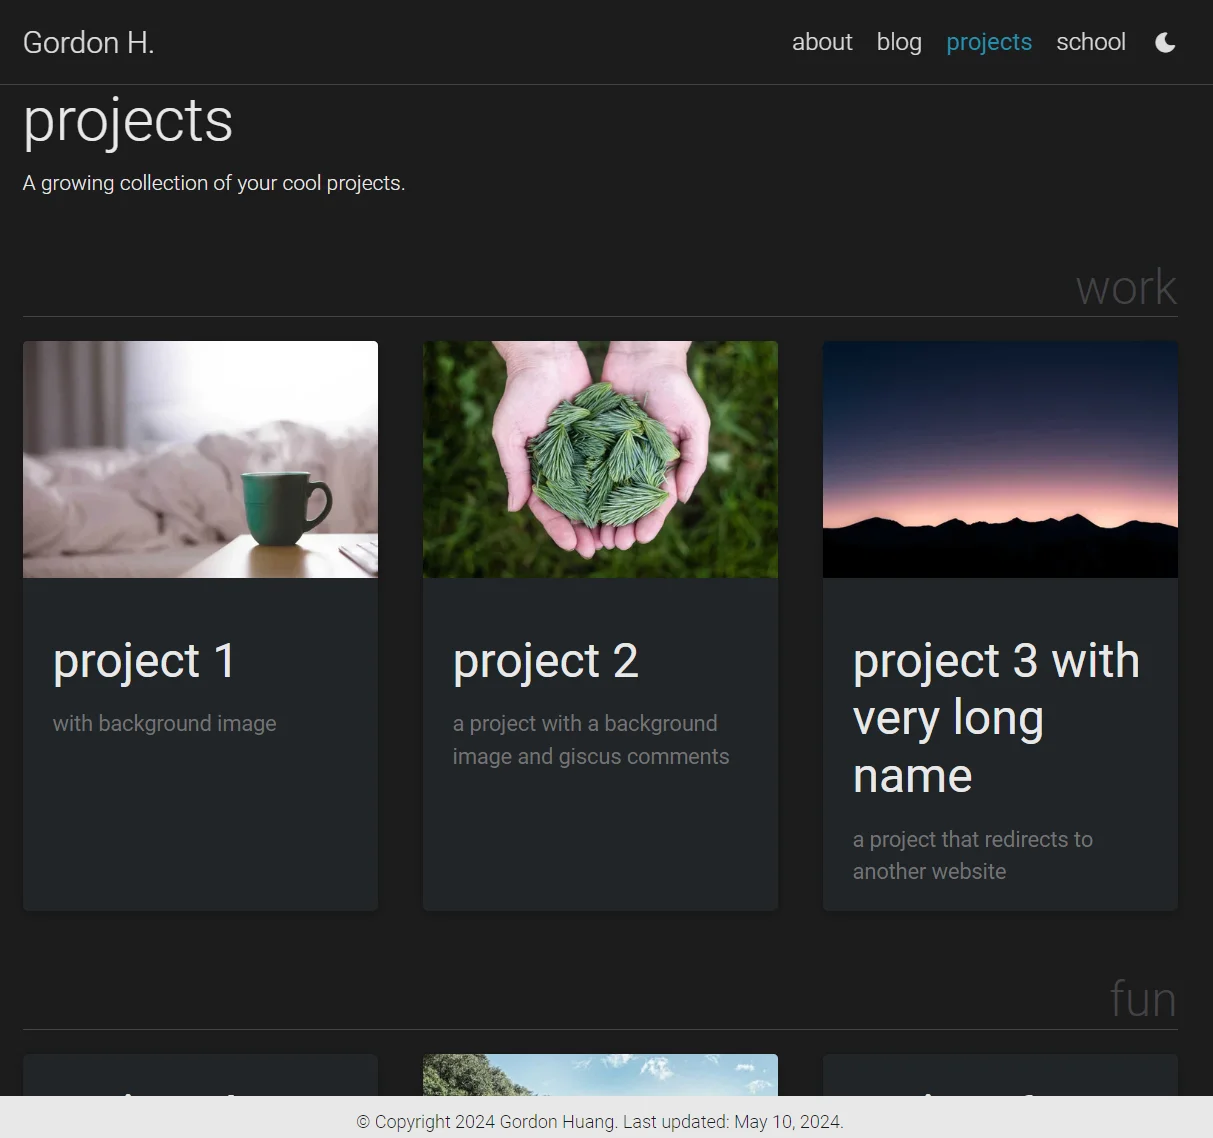 Gordon H.
about blog projects school
projects
A growing collection of your cool projects.
work
project 1
with background image
project 2
a project with a background
image and giscus comments
project 3 with
very long
name
a project that redirects to
another website
fun
© Copyright 2024 Gordon Huang. Last updated: May 10, 2024.